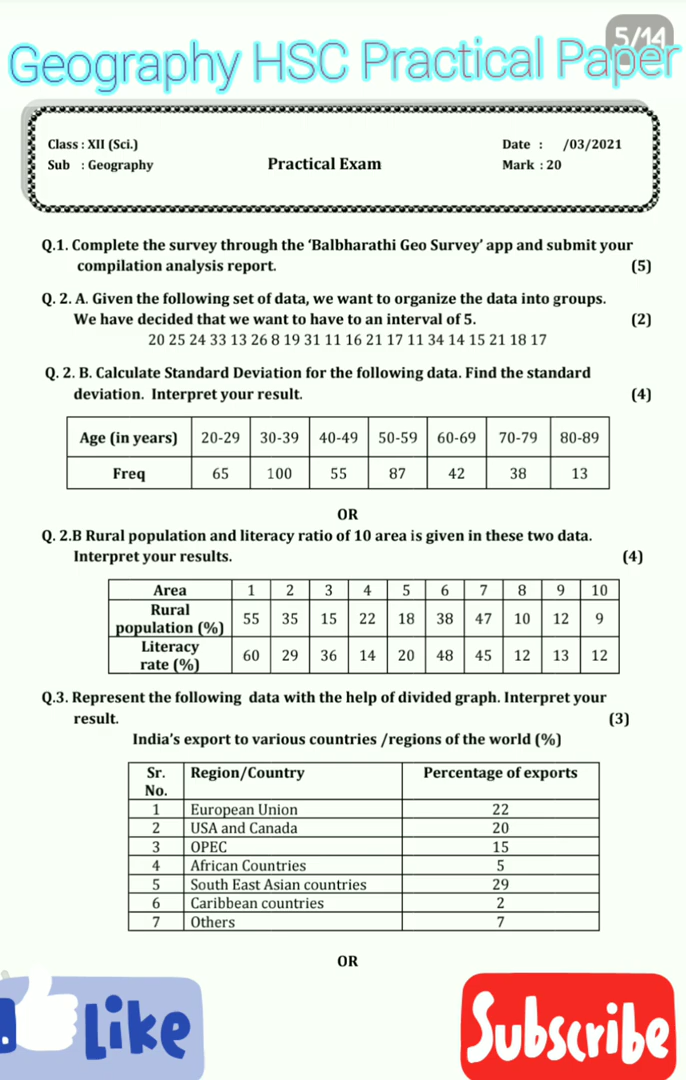 5/14
Geography HSC Practical Paper
Class : XII (Sci.) Date : /03/2021
Sub : Geography Practical Exam Mark : 20
Q.1. Complete the survey through the ‘Balbharathi Geo Survey’ app and submit your
compilation analysis report. (5)
Q. 2. A. Given the following set of data, we want to organize the data into groups.
We have decided that we want to have to an interval of 5. (2)
20 25 24 33 13 26 8 19 31 11 16 21 17 11 34 14 15 21 18 17
Q. 2. B. Calculate Standard Deviation for the following data. Find the standard
deviation. Interpret your result. (4)
Age (in years) 20-29 30-39 40-49 50-59 60-69 70-79 80-89
Freq 65 100 55 87 42 38 13
OR
Q. 2.B Rural population and literacy ratio of 10 area is given in these two data.
Interpret your results. (4)
Area 1 2 3 4 5 6 7 8 9 10
Rural
population (%) 55 35 15 22 18 38 47 10 12 9
Literacy
rate (%) 60 29 36 14 20 48 45 12 13 12
Q.3. Represent the following data with the help of divided graph. Interpret your
result. (3)
India’s export to various countries /regions of the world (%)
Sr. Region/Country Percentage of exports
No.
1 European Union 22
2 USA and Canada 20
3 OPEC 15
4 African Countries 5
5 South East Asian countries 29
6 Caribbean countries 2
7 Others 7
OR
Like
Subscribe